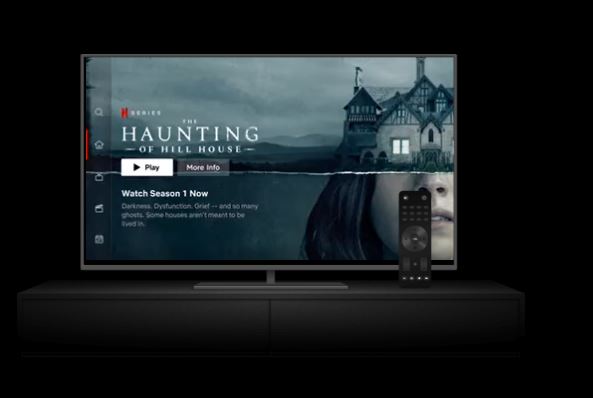 N SERIES
THE
HAUNTING
OF HILL HOUSE
Play
More Info
Watch Season 1 Now
Darkness. Dysfunction. Grief -- and so many
ghosts. Some houses aren't meant to be
lived in.